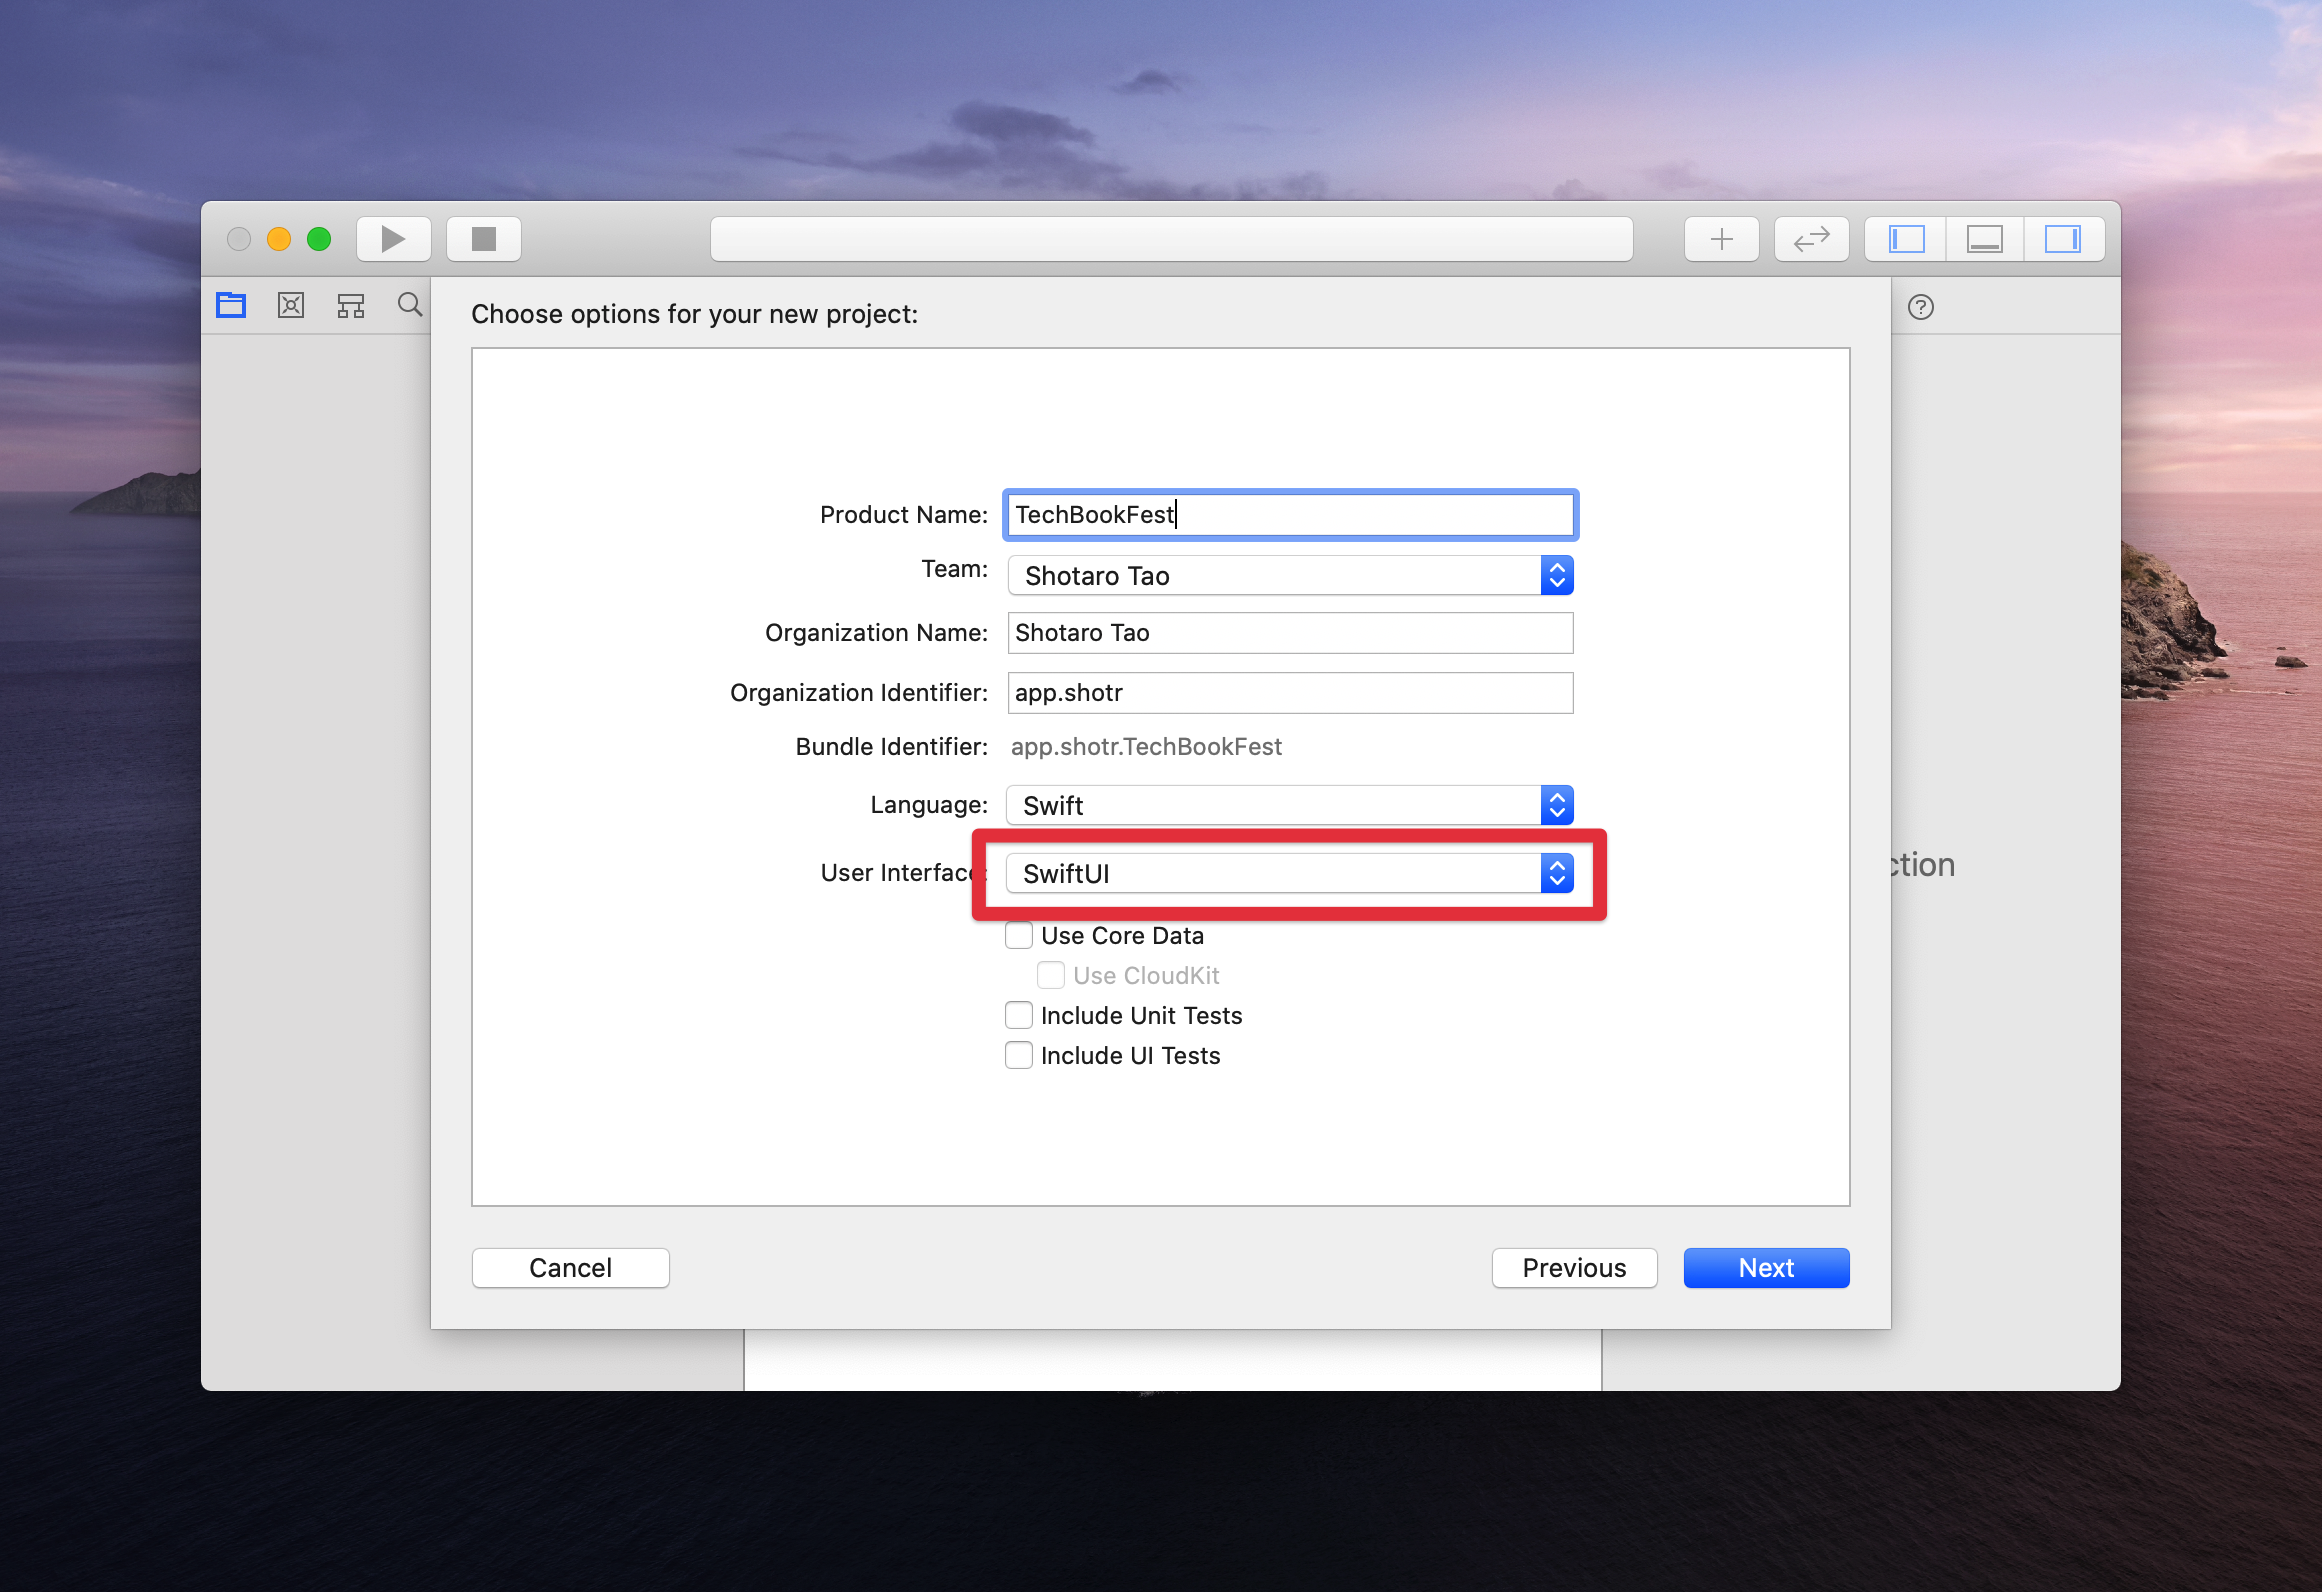 Choose options for your new project:
Product Name: TechBookFest
Team: Shotaro Tao
Organization Name: Shotaro Tao
Organization Identifier: app.shotr
Bundle Identifier: app.shotr.TechBookFest
Language: Swift
User Interface: SwiftUI
ction
Use Core Data
Use CloudKit
Include Unit Tests
Include UI Tests
Cancel Previous Next